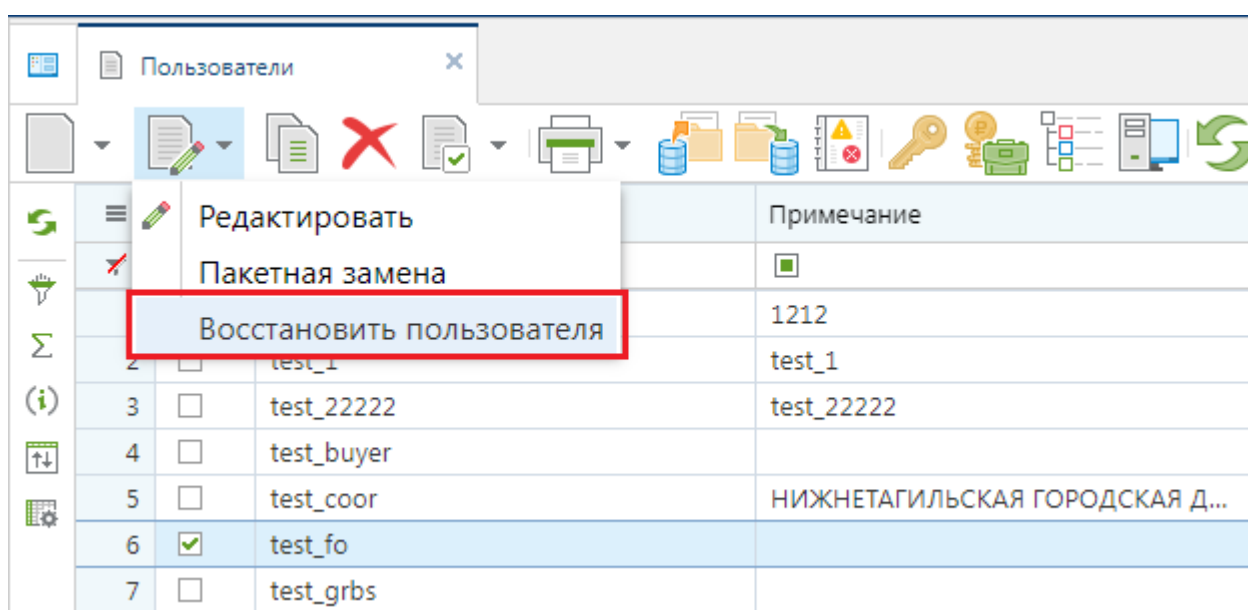 Пользователи
Редактировать
Примечание
Пакетная замена
Восстановить пользователя
1212
2 test_1 test_1
3 test_22222 test_22222
4 test_buyer
5 test_coor НИЖНЕТАГИЛЬСКАЯ ГОРОДСКАЯ Д...
6 test_fo
7 test_grbs